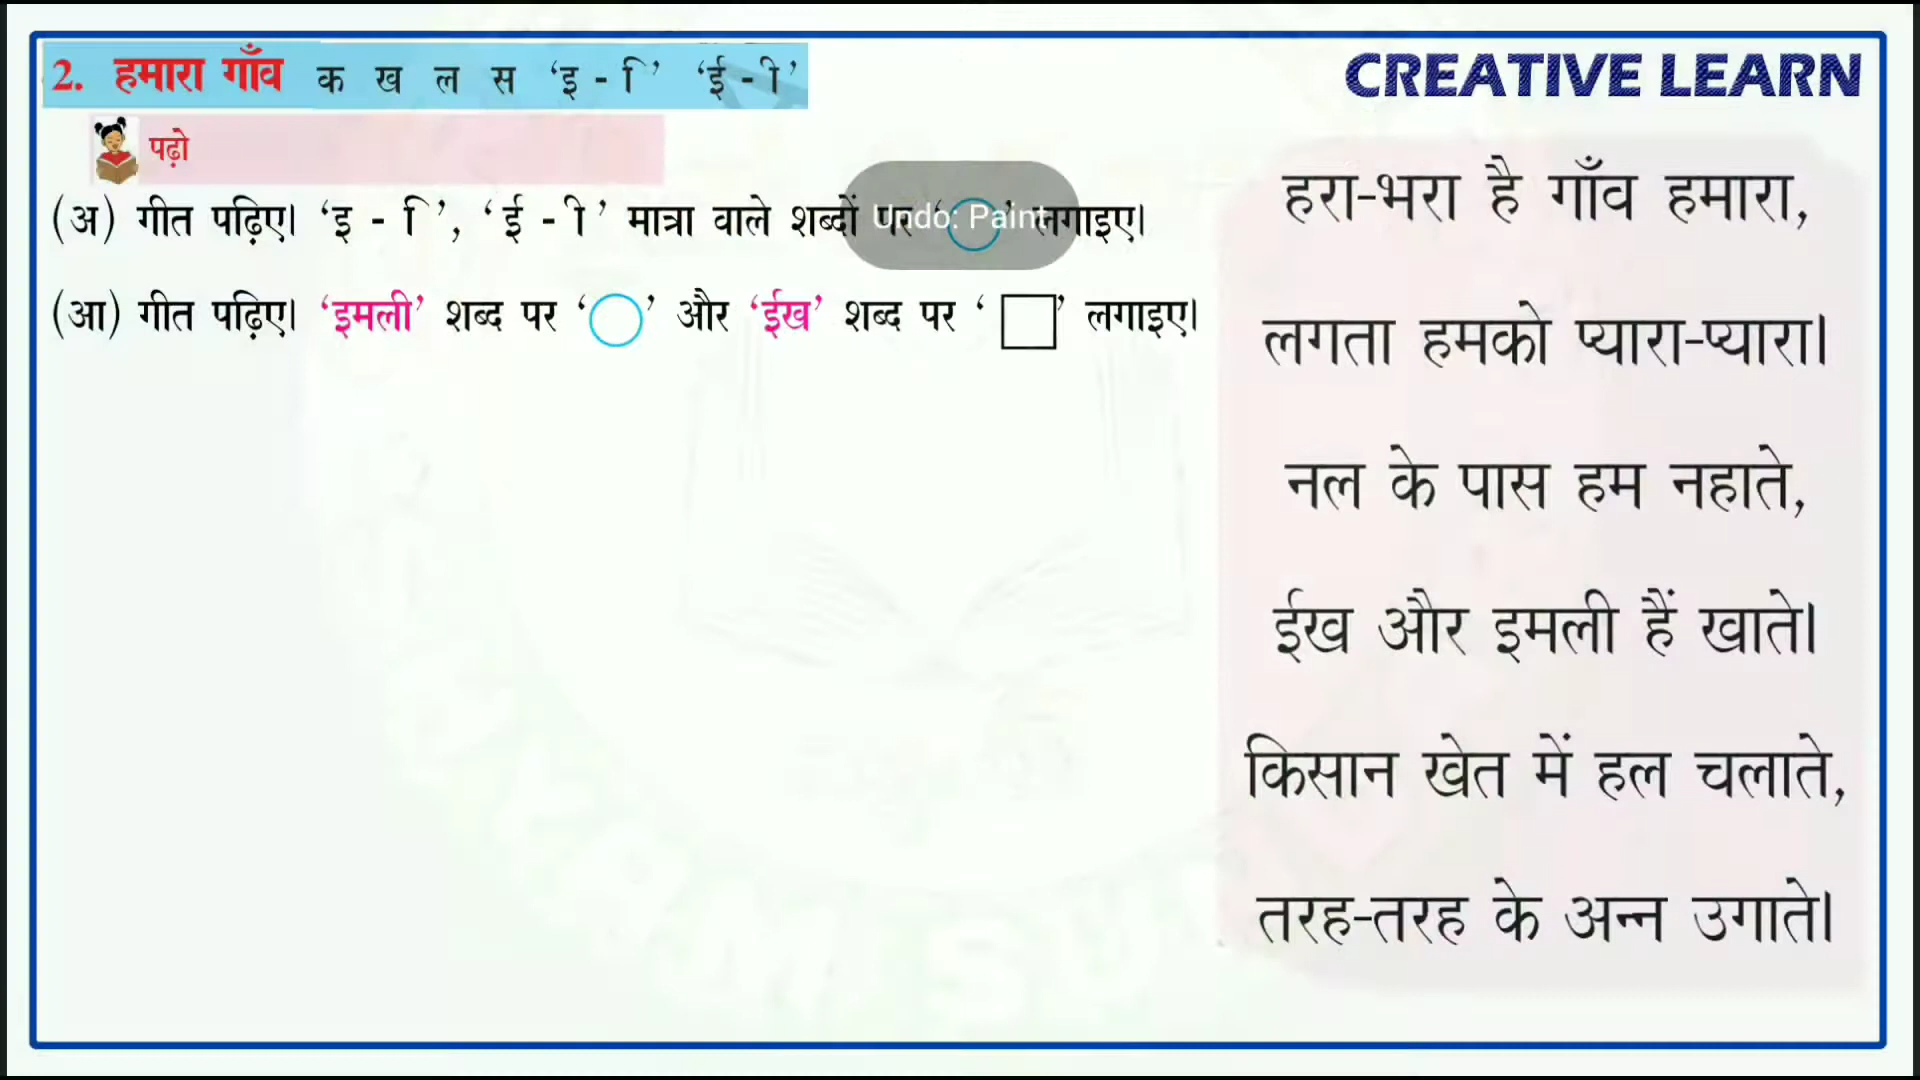 2. हमारा गाँव क ख ल स ‘इ - ि’ ‘ई - ी’
CREATIVE LEARN
पढ़ो
(अ) गीत पढ़िए। ‘इ - ि’, ‘ई - ी’ मात्रा वाले शब्दों पर ‘○’ लगाइए।
Undo: Paint
(आ) गीत पढ़िए। ‘इमली’ शब्द पर ‘○’ और ‘ईख’ शब्द पर ‘□’ लगाइए।
हरा-भरा है गाँव हमारा,
लगता हमको प्यारा-प्यारा।
नल के पास हम नहाते,
ईख और इमली हैं खाते।
किसान खेत में हल चलाते,
तरह-तरह के अन्न उगाते।